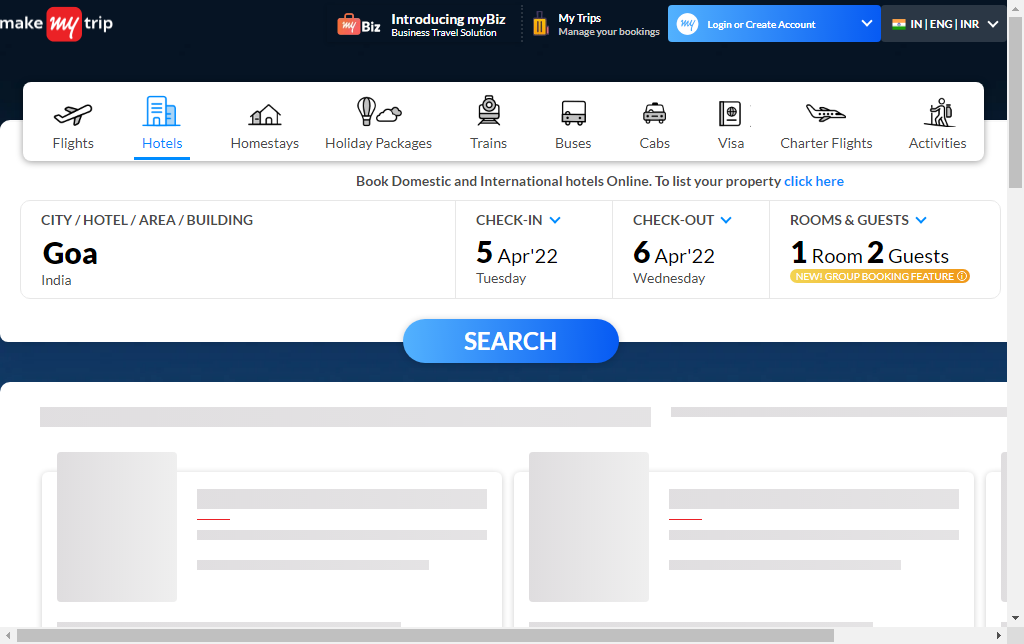 make my trip
my Biz
Introducing myBiz
Business Travel Solution
My Trips
Manage your bookings
my
Login or Create Account
IN | ENG | INR
Flights
Hotels
Homestays
Holiday Packages
Trains
Buses
Cabs
Visa
Charter Flights
Activities
Book Domestic and International hotels Online. To list your property click here
CITY / HOTEL / AREA / BUILDING
Goa
India
CHECK-IN
5 Apr'22
Tuesday
CHECK-OUT
6 Apr'22
Wednesday
ROOMS & GUESTS
1 Room 2 Guests
NEW! GROUP BOOKING FEATURE
SEARCH